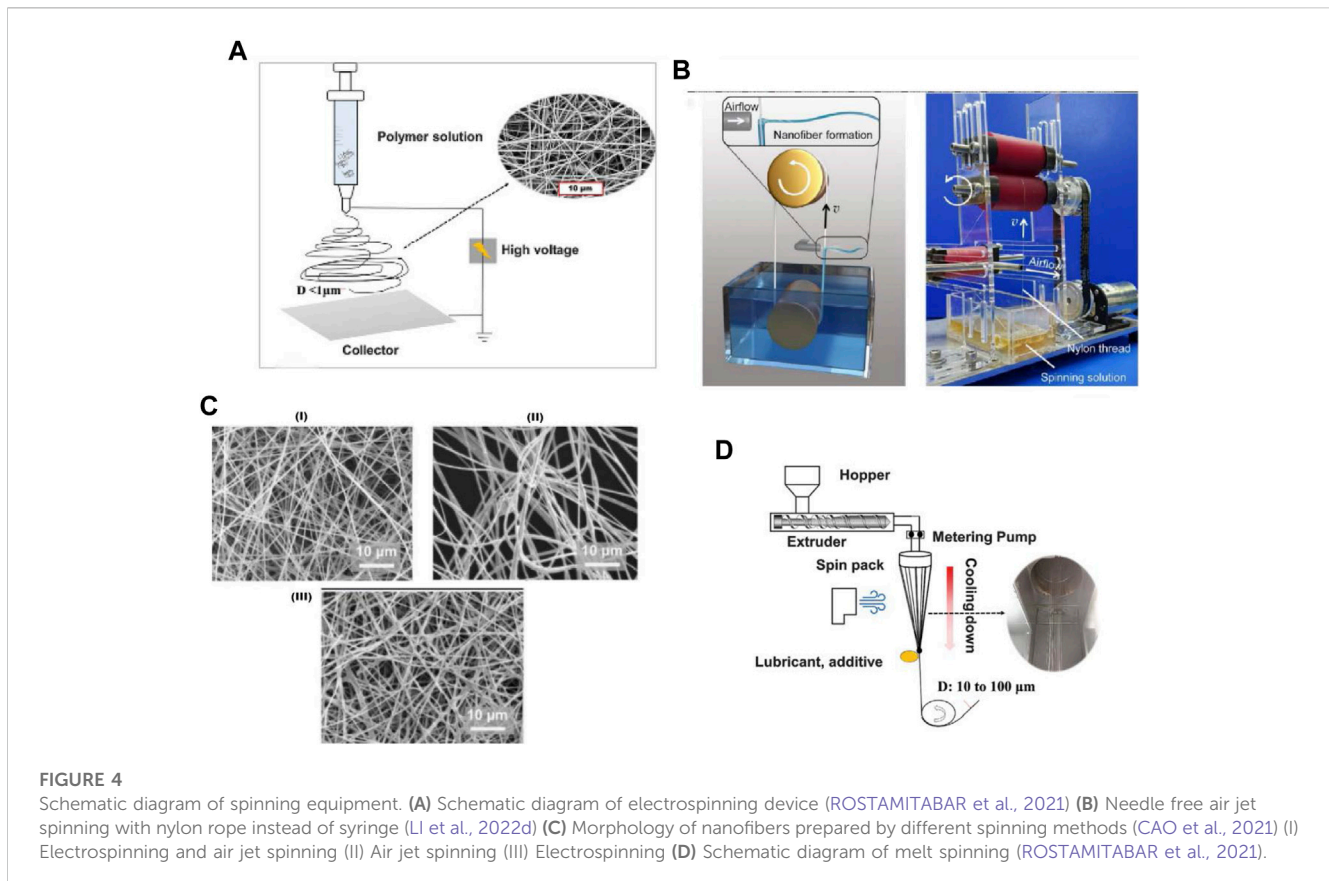 A
Polymer solution
10 μm
High voltage
D <1μm
Collector
B
Airflow
Nanofiber formation
v
v
Airflow
Nylon thread
Spinning solution
C
(I)
(II)
10 μm
10 μm
(III)
10 μm
D
Hopper
Extruder
Metering Pump
Spin pack
Cooling down
Lubricant, additive
D: 10 to 100 μm
FIGURE 4
Schematic diagram of spinning equipment. (A) Schematic diagram of electrospinning device (ROSTAMITABAR et al., 2021) (B) Needle free air jet
spinning with nylon rope instead of syringe (LI et al., 2022d) (C) Morphology of nanofibers prepared by different spinning methods (CAO et al., 2021) (I)
Electrospinning and air jet spinning (II) Air jet spinning (III) Electrospinning (D) Schematic diagram of melt spinning (ROSTAMITABAR et al., 2021).